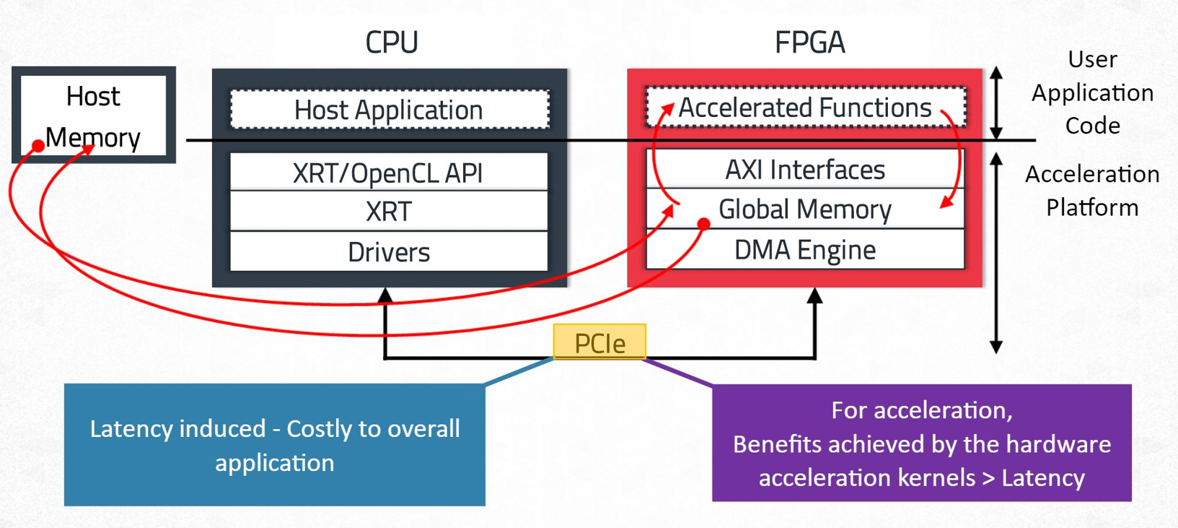 CPU
FPGA
Host
Memory
Host Application
XRT/OpenCL API
XRT
Drivers
Accelerated Functions
AXI Interfaces
Global Memory
DMA Engine
User
Application
Code
Acceleration
Platform
PCIe
Latency induced - Costly to overall
application
For acceleration,
Benefits achieved by the hardware
acceleration kernels > Latency